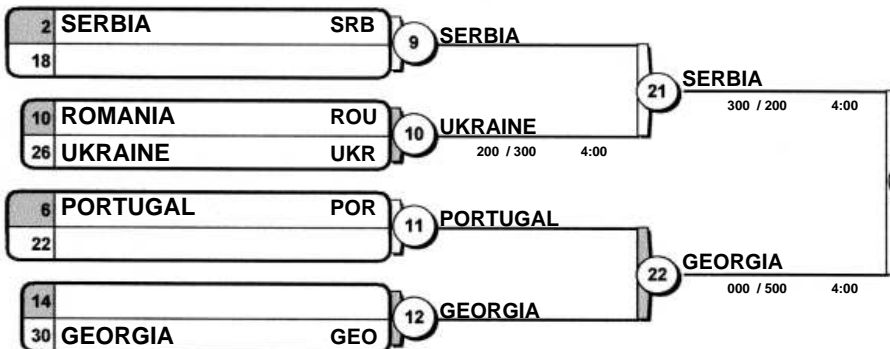 2 SERBIA SRB
18
9 SERBIA
21 SERBIA
300 / 200 4:00
10 ROMANIA ROU
26 UKRAINE UKR
10 UKRAINE
200 / 300 4:00
6 PORTUGAL POR
22
11 PORTUGAL
22 GEORGIA
000 / 500 4:00
14
30 GEORGIA GEO
12 GEORGIA